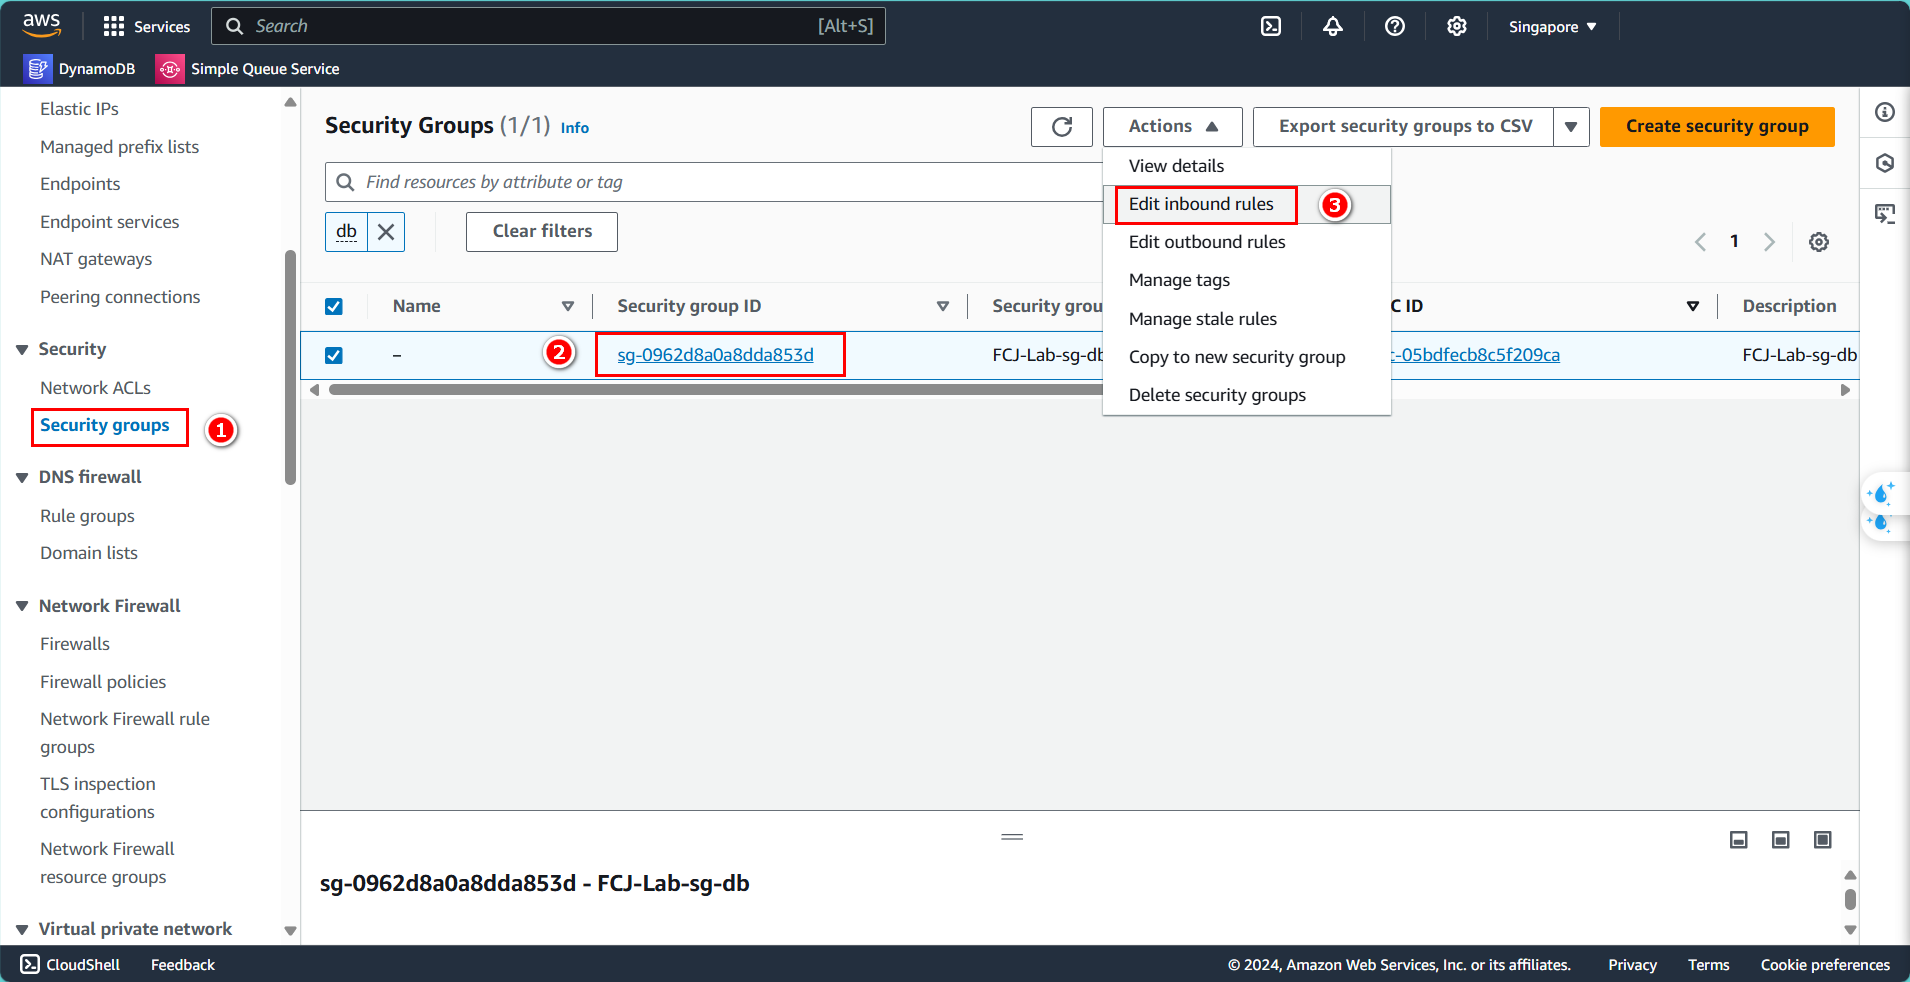 aws
Services
Search
[Alt+S]
Singapore
DynamoDB
Simple Queue Service
Elastic IPs
Managed prefix lists
Endpoints
Endpoint services
NAT gateways
Peering connections
Security
Network ACLs
Security groups
1
DNS firewall
Rule groups
Domain lists
Network Firewall
Firewalls
Firewall policies
Network Firewall rule
groups
TLS inspection
configurations
Network Firewall
resource groups
Virtual private network
Security Groups (1/1) Info
Actions
Export security groups to CSV
Create security group
Find resources by attribute or tag
db
Clear filters
View details
Edit inbound rules
3
Edit outbound rules
Manage tags
Manage stale rules
Copy to new security group
Delete security groups
1
Name
Security group ID
Security grou
C ID
Description
–
2
sg-0962d8a0a8dda853d
FCJ-Lab-sg-db
c-05bdfecb8c5f209ca
FCJ-Lab-sg-db
sg-0962d8a0a8dda853d - FCJ-Lab-sg-db
CloudShell
Feedback
© 2024, Amazon Web Services, Inc. or its affiliates.
Privacy
Terms
Cookie preferences